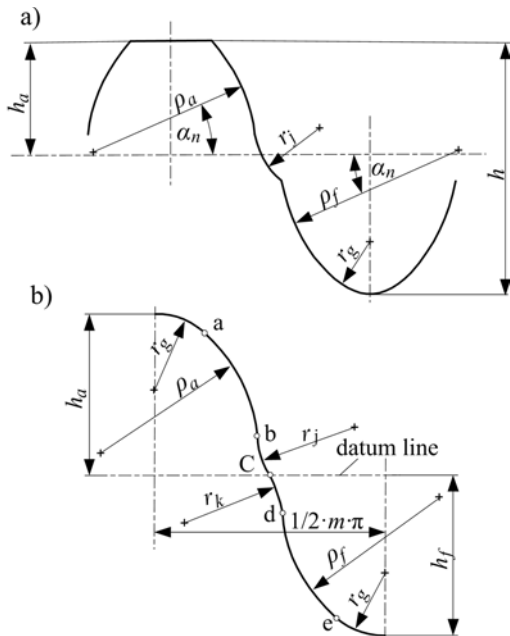 a)
h_a
ρ_a
α_n
r_j
α_n
ρ_f
h
r_g
b)
a
r_g
h_a
ρ_a
b
r_j
datum line
C
r_k
d
1/2·m·π
ρ_f
h_f
r_g
e